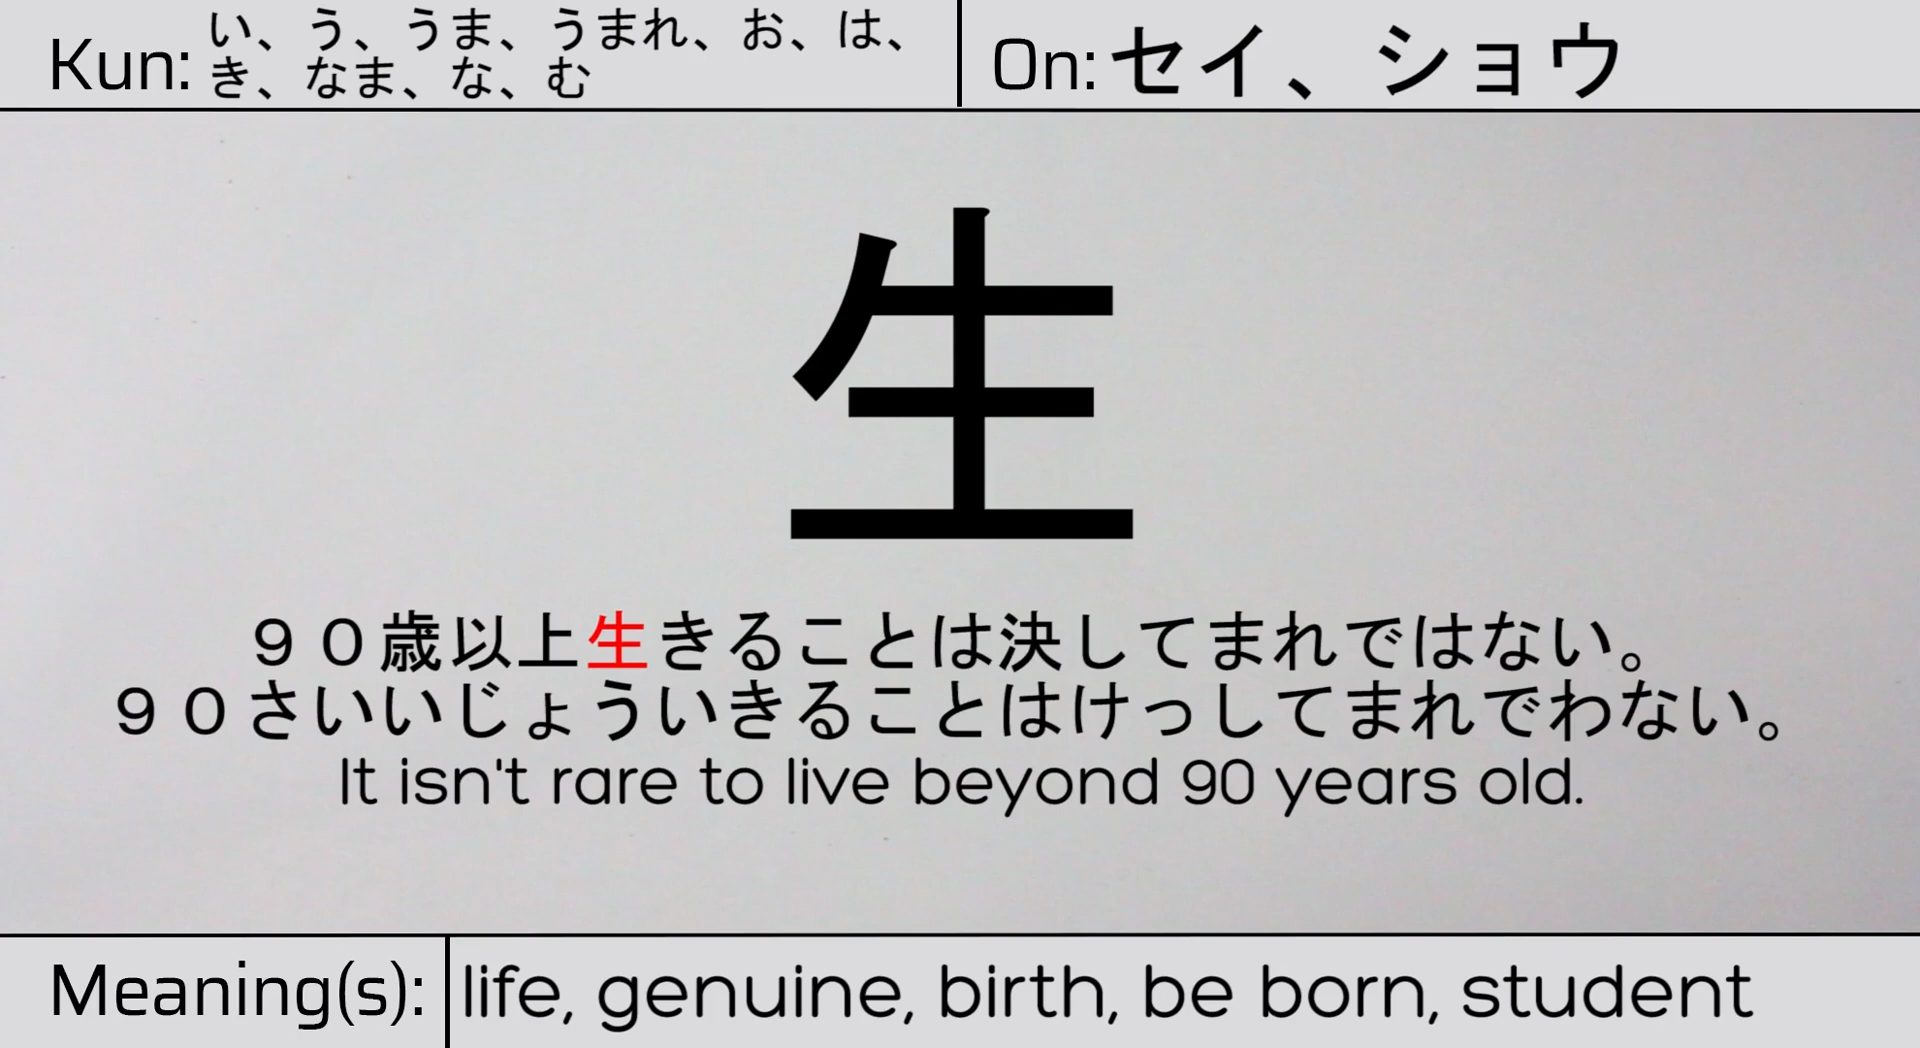 Kun: い、う、うま、うまれ、お、は、
き、なま、な、む
On: セイ、ショウ
生
９０歳以上生きることは決してまれではない。
９０さいいじょういきることはけっしてまれでわない。
It isn't rare to live beyond 90 years old.
Meaning(s): life, genuine, birth, be born, student